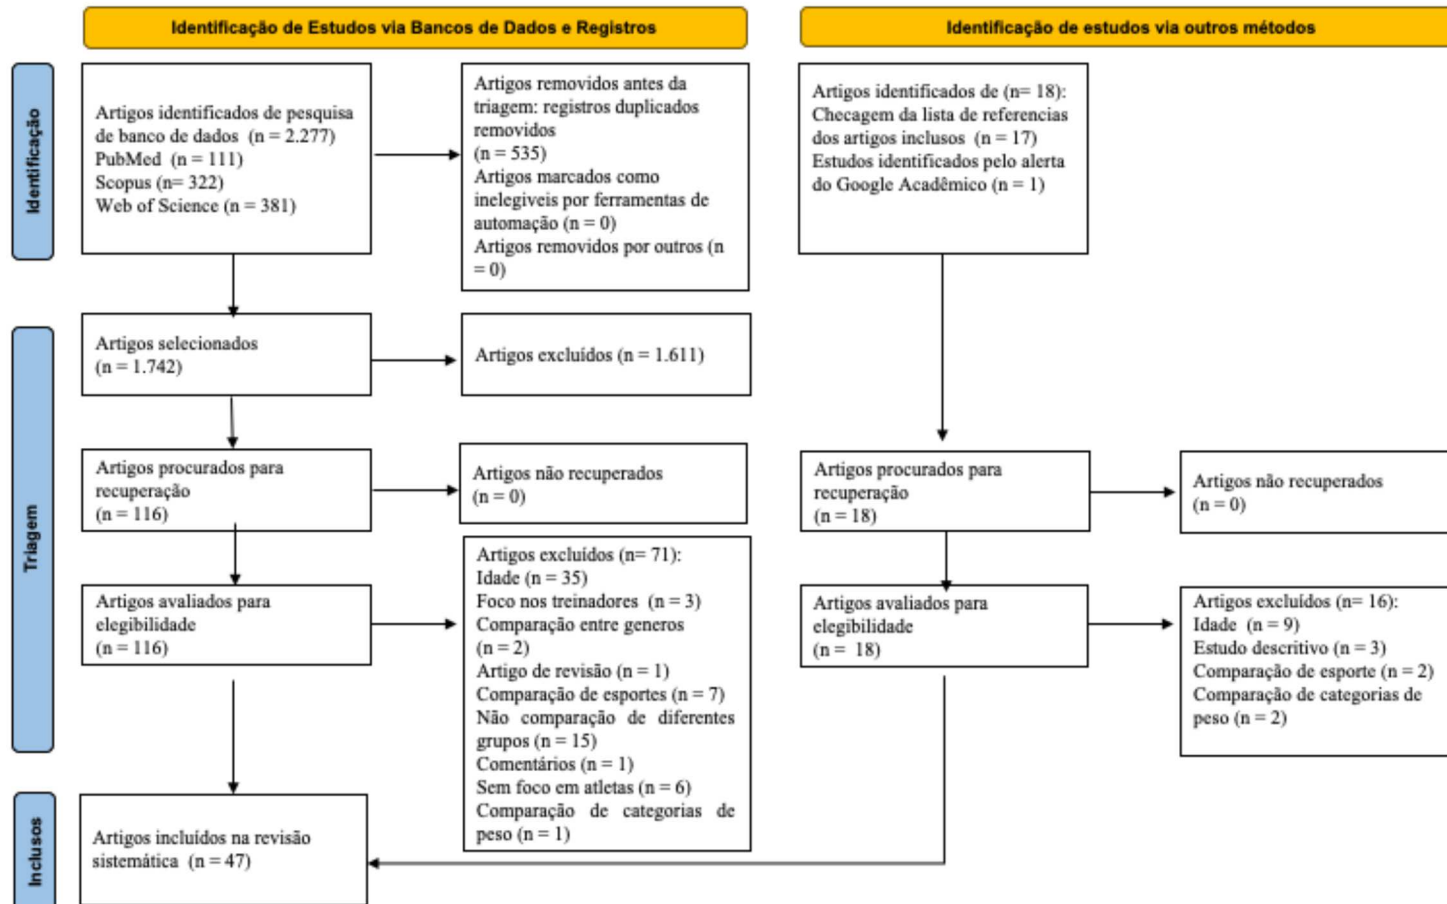 Identificação de Estudos via Bancos de Dados e Registros
Identificação de estudos via outros métodos
Identificação
Artigos identificados de pesquisa
de banco de dados (n = 2.277)
PubMed (n = 111)
Scopus (n= 322)
Web of Science (n = 381)
Artigos removidos antes da
triagem: registros duplicados
removidos
(n = 535)
Artigos marcados como
inelegiveis por ferramentas de
automação (n = 0)
Artigos removidos por outros (n
= 0)
Artigos identificados de (n= 18):
Checagem da lista de referencias
dos artigos inclusos (n = 17)
Estudos identificados pelo alerta
do Google Acadêmico (n = 1)
Triagem
Artigos selecionados
(n = 1.742)
Artigos excluídos (n = 1.611)
Artigos procurados para
recuperação
(n = 116)
Artigos não recuperados
(n = 0)
Artigos procurados para
recuperação
(n = 18)
Artigos não recuperados
(n = 0)
Artigos avaliados para
elegibilidade
(n = 116)
Artigos excluídos (n= 71):
Idade (n = 35)
Foco nos treinadores (n = 3)
Comparação entre generos
(n = 2)
Artigo de revisão (n = 1)
Comparação de esportes (n = 7)
Não comparação de diferentes
grupos (n = 15)
Comentários (n = 1)
Sem foco em atletas (n = 6)
Comparação de categorias de
peso (n = 1)
Artigos avaliados para
elegibilidade
(n = 18)
Artigos excluídos (n= 16):
Idade (n = 9)
Estudo descritivo (n = 3)
Comparação de esporte (n = 2)
Comparação de categorias de
peso (n = 2)
Inclusos
Artigos incluídos na revisão
sistemática (n = 47)